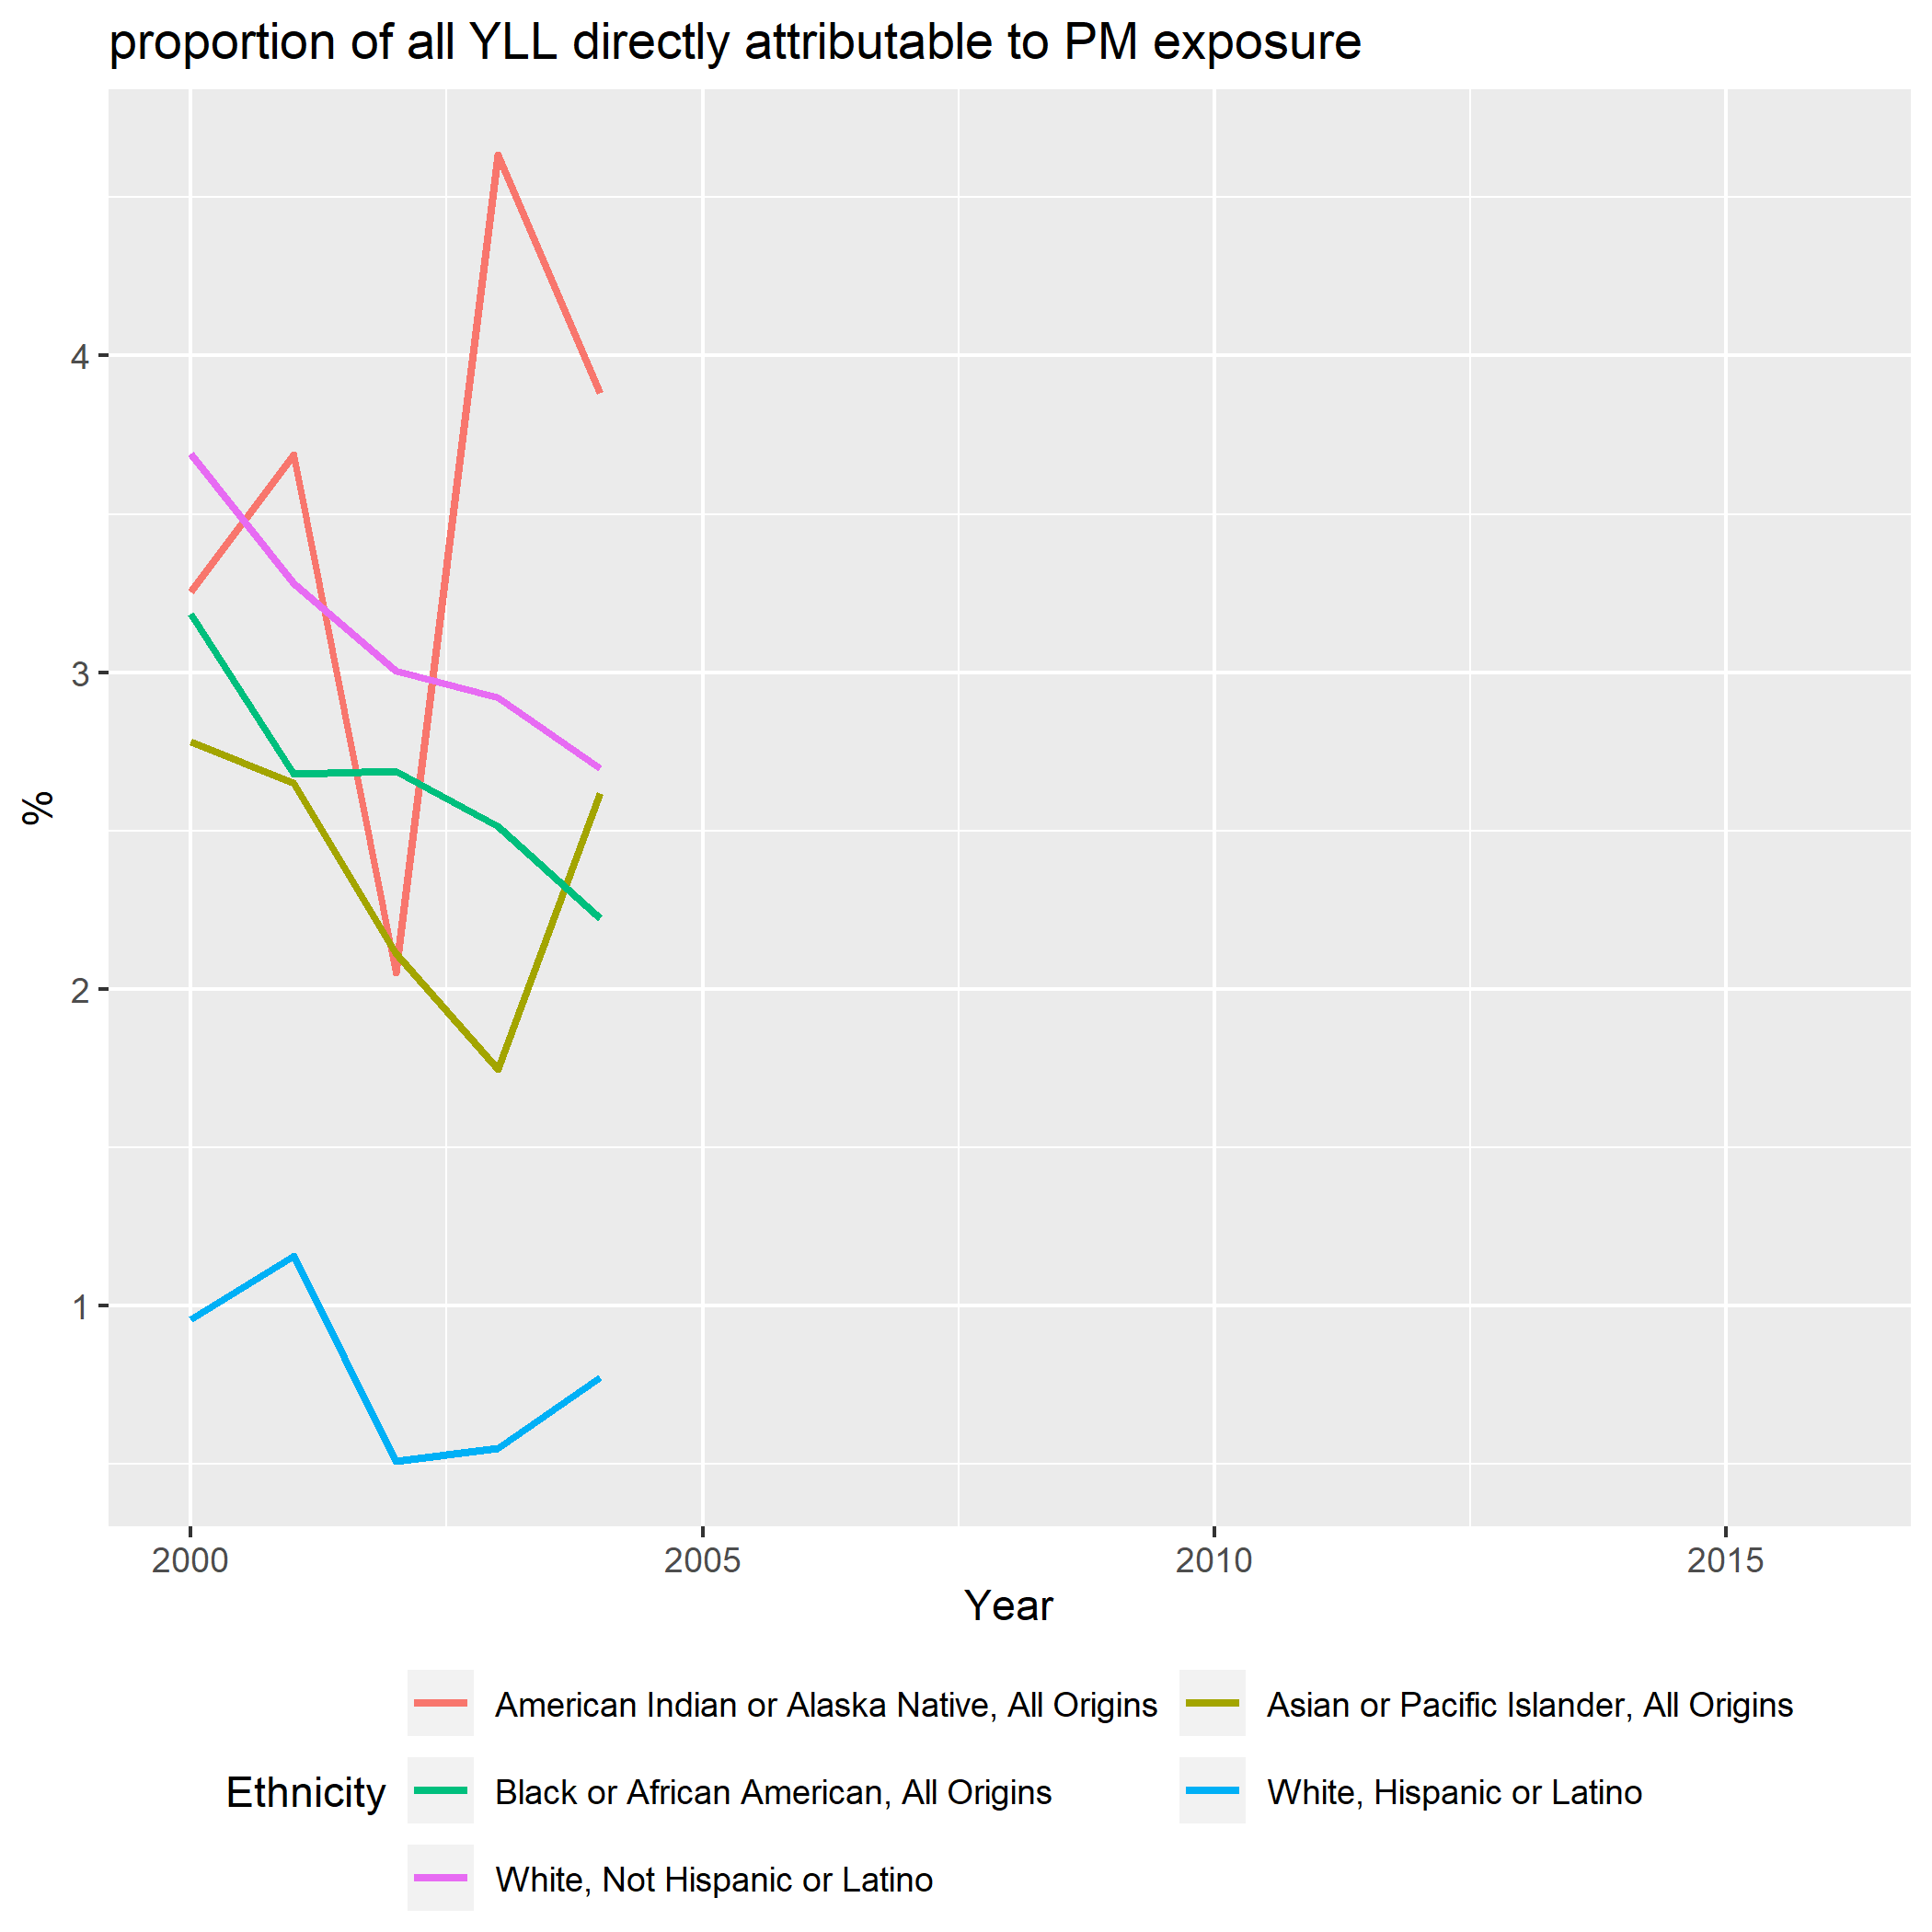 proportion of all YLL directly attributable to PM exposure
4
3
2
1
%
2000 2005 2010 2015
Year
Ethnicity
American Indian or Alaska Native, All Origins
Asian or Pacific Islander, All Origins
Black or African American, All Origins
White, Hispanic or Latino
White, Not Hispanic or Latino